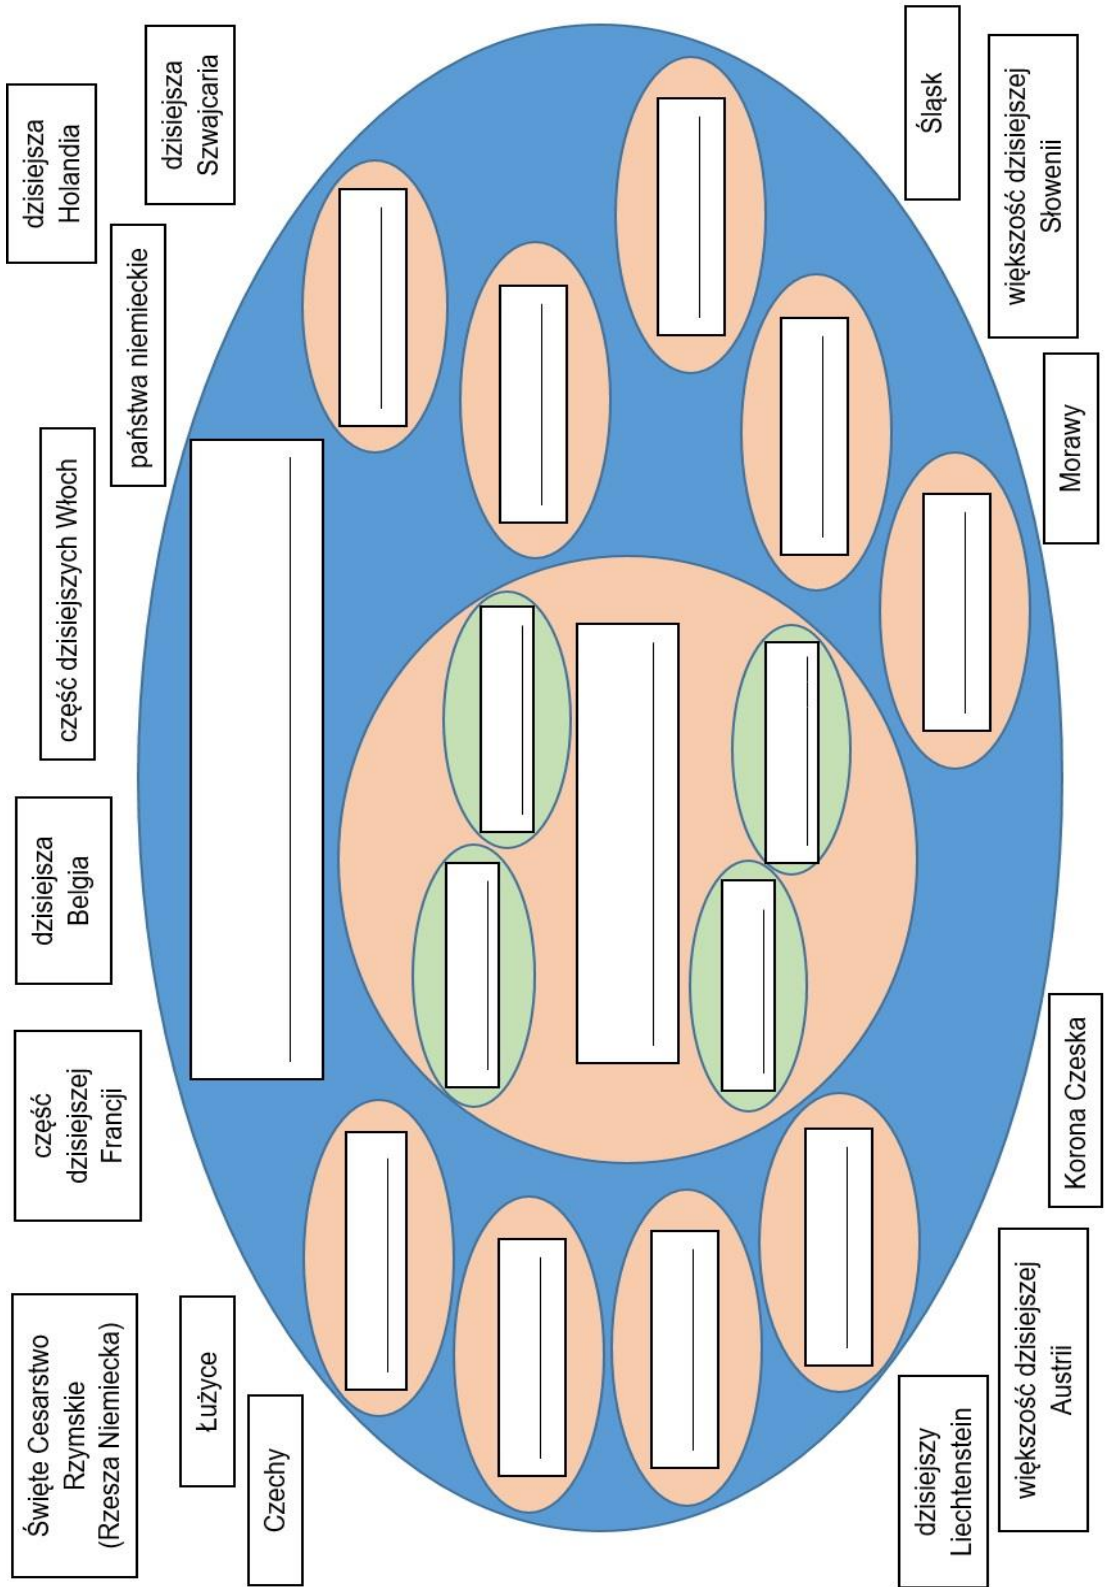 Święte Cesarstwo
Rzymskie
(Rzesza Niemiecka)
część
dzisiejszej
Francji
dzisiejsza
Belgia
część dzisiejszych Włoch
państwa niemieckie
dzisiejsza
Holandia
dzisiejsza
Szwajcaria
Łużyce
Czechy
dzisiejszy
Liechtenstein
większość dzisiejszej
Austrii
Korona Czeska
Morawy
większość dzisiejszej
Słowenii
Śląsk